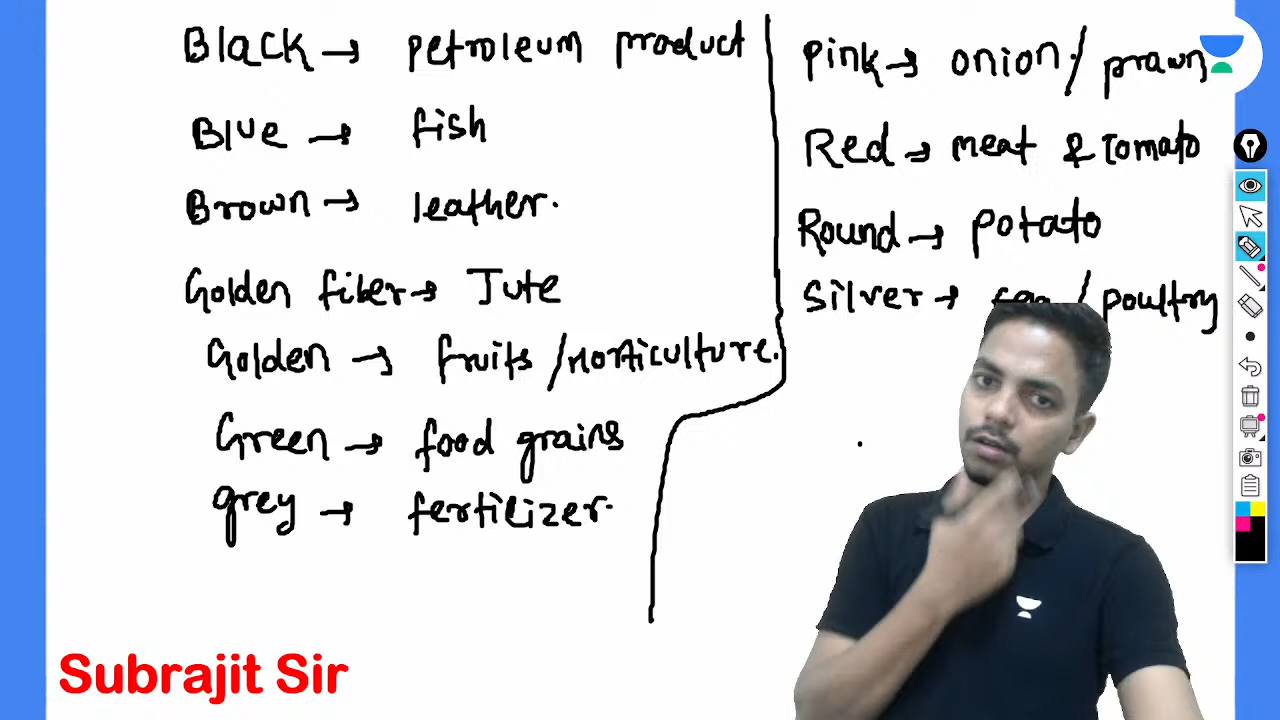 Black → petroleum product
Blue → fish
Brown → leather.
Golden fiber → Jute
Golden → fruits /Horticulture.
Green → food grains
grey → fertilizer.
Pink → onion / prawn
Red → meat & Tomato
Round → potato
Silver → / poultry
Subrajit Sir